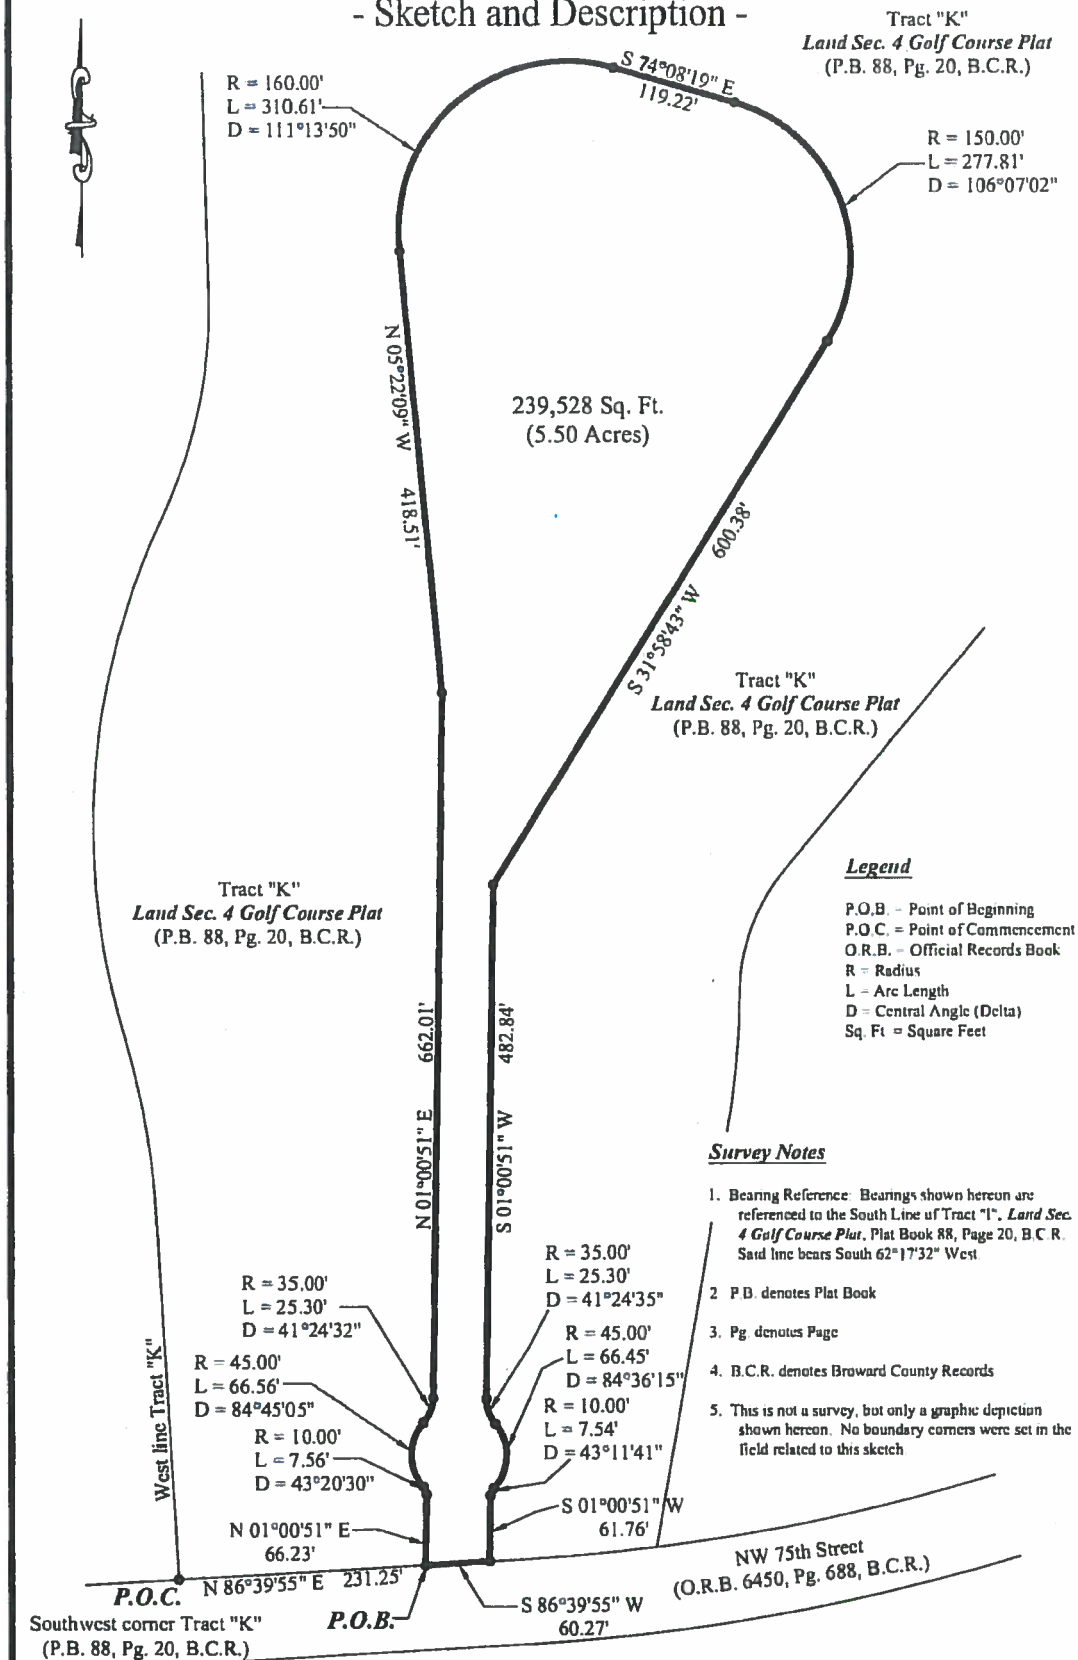 - Sketch and Description -
Tract "K"
Land Sec. 4 Golf Course Plat
(P.B. 88, Pg. 20, B.C.R.)
R = 160.00'
L = 310.61'
D = 111°13'50"
S 74°08'19" E
119.22'
R = 150.00'
L = 277.81'
D = 106°07'02"
N 05°22'09" W 418.51'
239,528 Sq. Ft.
(5.50 Acres)
S 31°58'43" W 600.38'
Tract "K"
Land Sec. 4 Golf Course Plat
(P.B. 88, Pg. 20, B.C.R.)
Tract "K"
Land Sec. 4 Golf Course Plat
(P.B. 88, Pg. 20, B.C.R.)
Legend
P.O.B. - Point of Beginning
P.O.C. = Point of Commencement
O.R.B. - Official Records Book
R - Radius
L - Arc Length
D - Central Angle (Delta)
Sq. Ft = Square Feet
N 01°00'51" E 662.01'
S 01°00'51" W 482.84'
Survey Notes
1. Bearing Reference: Bearings shown hereon are
referenced to the South Line of Tract "I", Land Sec.
4 Golf Course Plat, Plat Book 88, Page 20, B.C.R.
Said line bears South 62°17'32" West
2 P.B. denotes Plat Book
3. Pg. denotes Page
4. B.C.R. denotes Broward County Records
5. This is not a survey, but only a graphic depiction
shown hereon. No boundary corners were set in the
field related to this sketch
R = 35.00'
L = 25.30'
D = 41°24'32"
R = 45.00'
L = 66.56'
D = 84°45'05"
R = 10.00'
L = 7.56'
D = 43°20'30"
N 01°00'51" E
66.23'
R = 35.00'
L = 25.30'
D = 41°24'35"
R = 45.00'
L = 66.45'
D = 84°36'15"
R = 10.00'
L = 7.54'
D = 43°11'41"
S 01°00'51" W
61.76'
West line Tract "K"
NW 75th Street
(O.R.B. 6450, Pg. 688, B.C.R.)
P.O.C.
N 86°39'55" E 231.25'
Southwest corner Tract "K"
(P.B. 88, Pg. 20, B.C.R.)
P.O.B.
S 86°39'55" W
60.27'